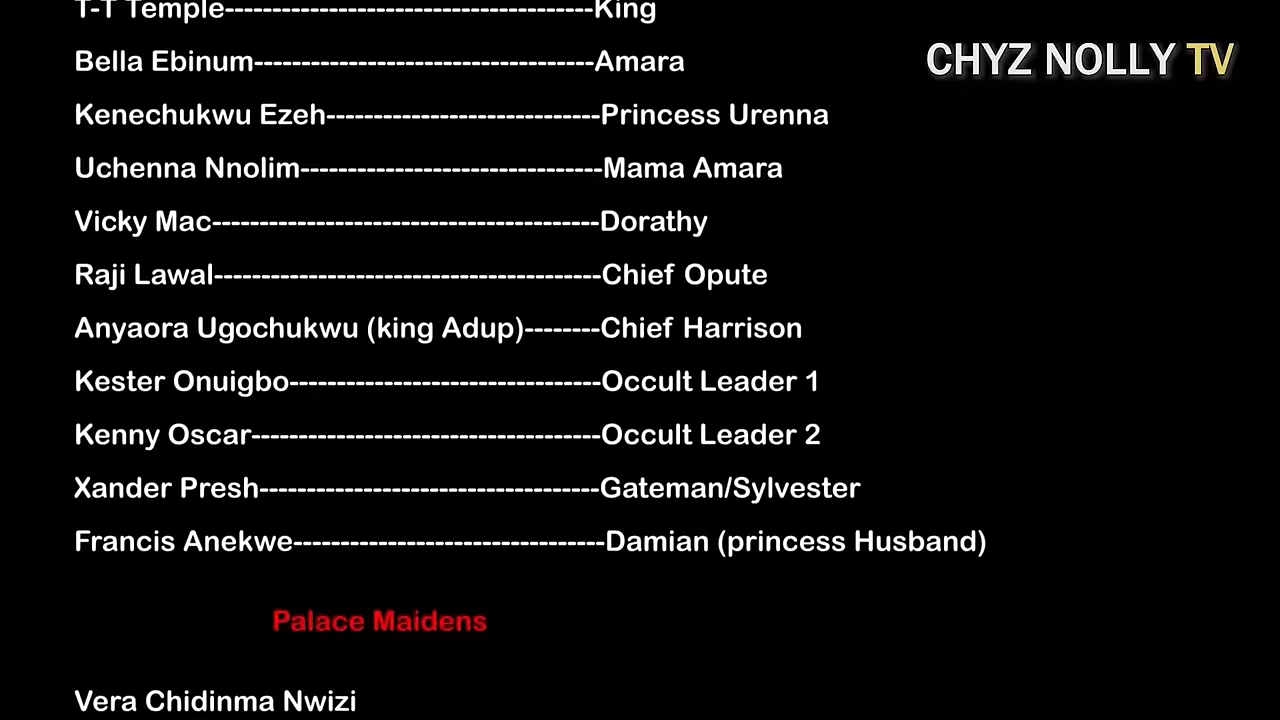 T-T Temple---------------------------------------King
CHYZ NOLLY TV
Bella Ebinum------------------------------------Amara
Kenechukwu Ezeh-----------------------------Princess Urenna
Uchenna Nnolim--------------------------------Mama Amara
Vicky Mac-----------------------------------------Dorathy
Raji Lawal-----------------------------------------Chief Opute
Anyaora Ugochukwu (king Adup)--------Chief Harrison
Kester Onuigbo---------------------------------Occult Leader 1
Kenny Oscar-------------------------------------Occult Leader 2
Xander Presh------------------------------------Gateman/Sylvester
Francis Anekwe---------------------------------Damian (princess Husband)
Palace Maidens
Vera Chidinma Nwizi